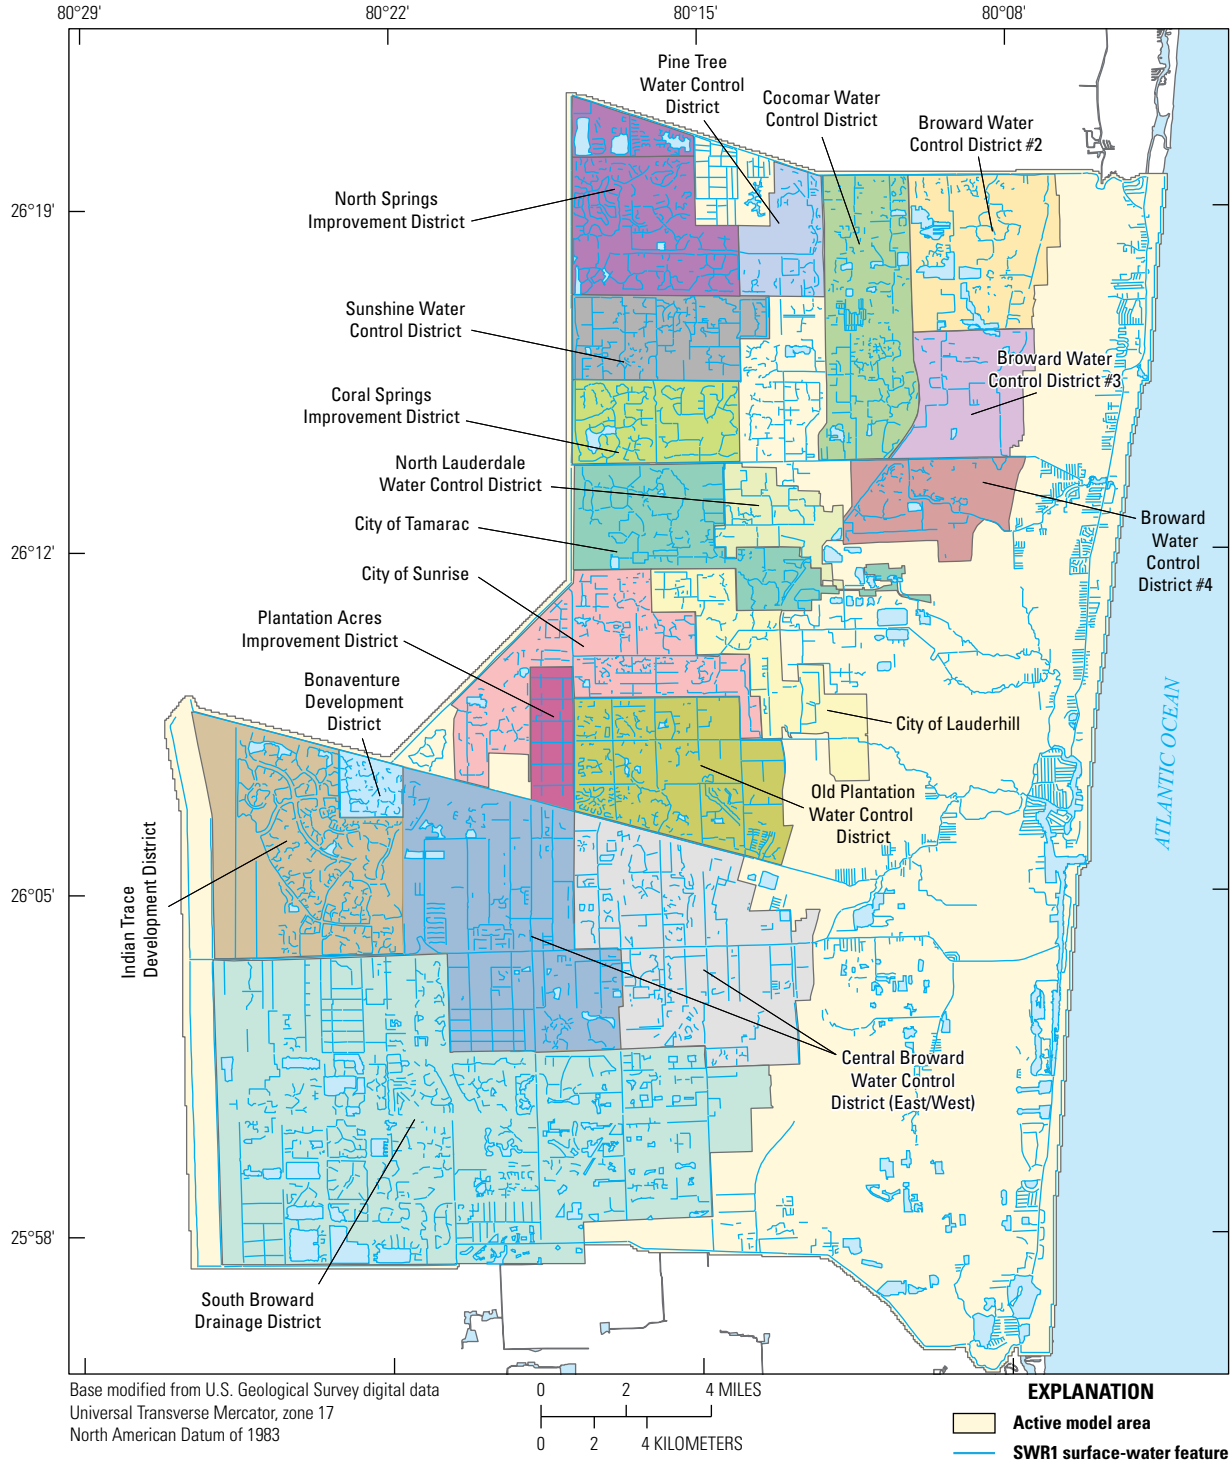 80°29'
80°22'
80°15'
80°08'
26°19'
26°12'
26°05'
25°58'
Pine Tree
Water Control
District
Cocomar Water
Control District
Broward Water
Control District #2
North Springs
Improvement District
Sunshine Water
Control District
Broward Water
Control District #3
Coral Springs
Improvement District
North Lauderdale
Water Control District
City of Tamarac
Broward
Water
Control
District #4
City of Sunrise
Plantation Acres
Improvement District
Bonaventure
Development
District
City of Lauderhill
Old Plantation
Water Control
District
ATLANTIC OCEAN
Indian Trace
Development District
Central Broward
Water Control
District (East/West)
South Broward
Drainage District
Base modified from U.S. Geological Survey digital data
Universal Transverse Mercator, zone 17
North American Datum of 1983
0 2 4 MILES
0 2 4 KILOMETERS
EXPLANATION
Active model area
SWR1 surface-water feature